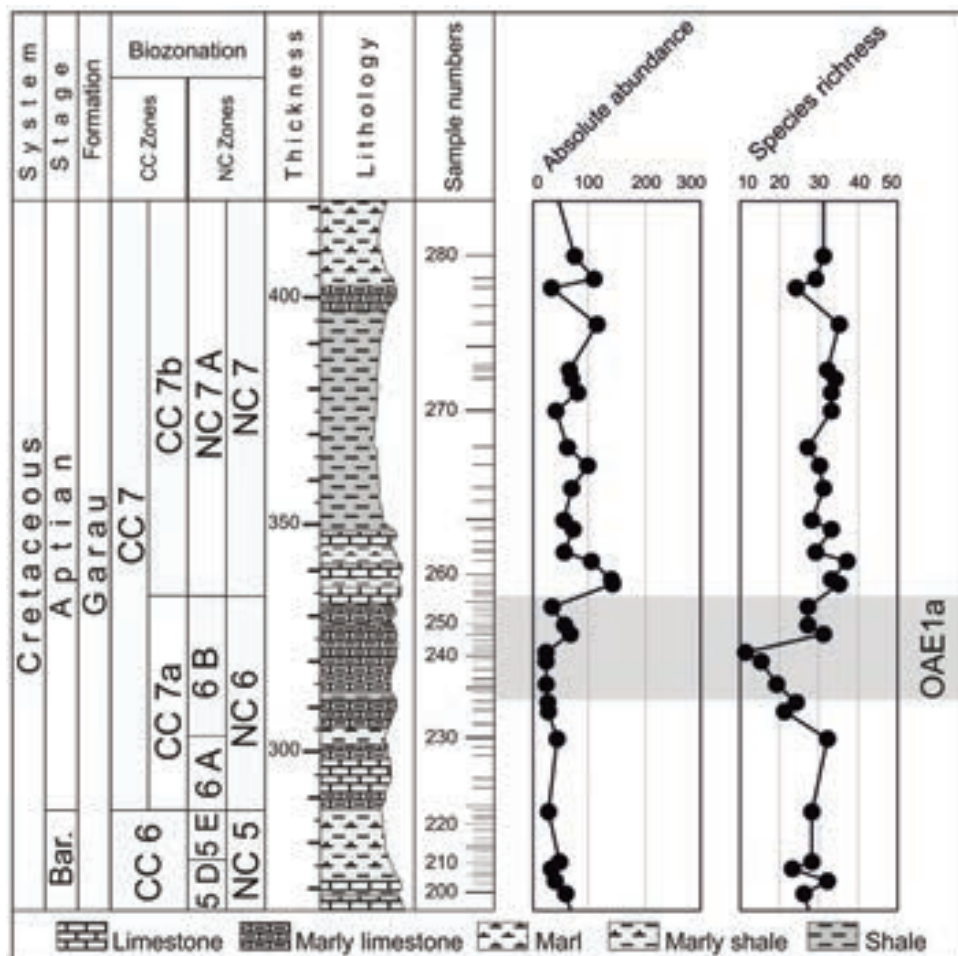 System
Stage
Formation
Biozonation
CC Zones
NC Zones
Thickness
Lithology
Sample numbers
Absolute abundance
Species richness
0 100 200 300
10 20 30 40 50
Cretaceous
Aptian
Bar.
Garau
CC 7
CC 6
CC 7b
CC 7a
NC 7 A
6 B
6 A
5 E
5 D
NC 7
NC 6
NC 5
400
350
300
280
270
260
250
240
230
220
210
200
OAE1a
Limestone Marly limestone Marl Marly shale Shale